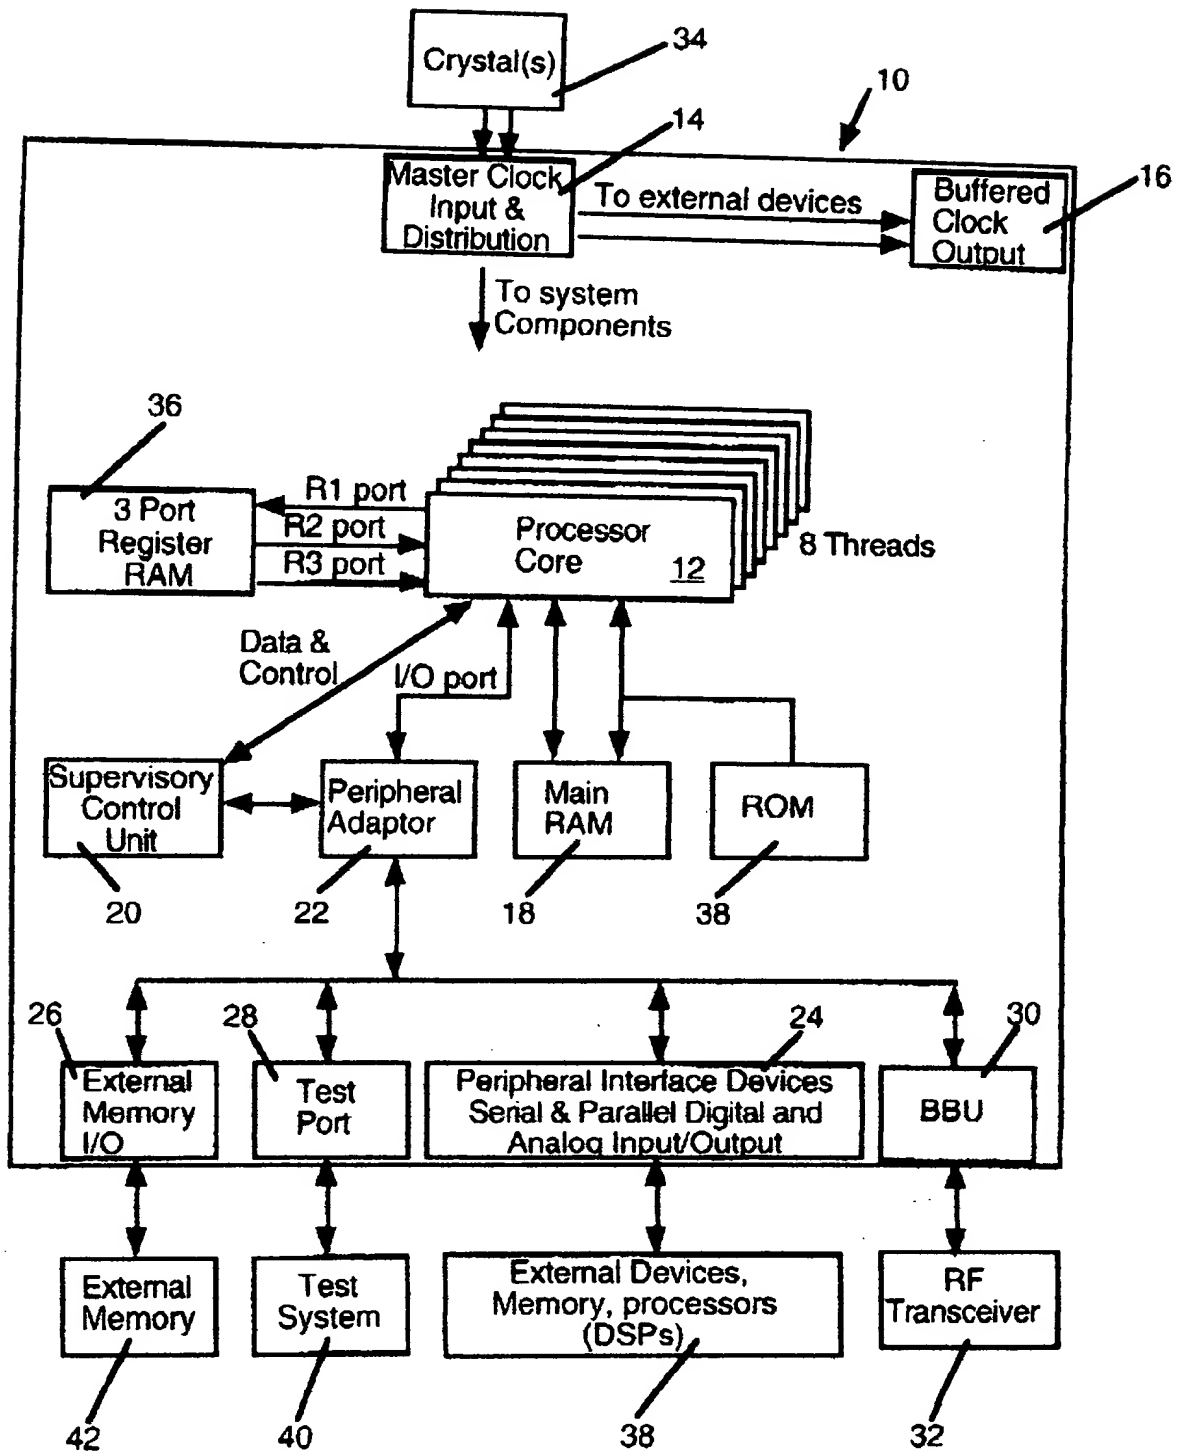 Crystal(s)
34
10
14
Master Clock
Input &
Distribution
To external devices
Buffered
Clock
Output
16
To system
Components
36
3 Port
Register
RAM
R1 port
R2 port
R3 port
Processor
Core
12
8 Threads
Data &
Control
I/O port
Supervisory
Control
Unit
Peripheral
Adaptor
Main
RAM
ROM
20
22
18
38
26
28
24
30
External
Memory
I/O
Test
Port
Peripheral Interface Devices
Serial & Parallel Digital and
Analog Input/Output
BBU
External
Memory
Test
System
External Devices,
Memory, processors
(DSPs)
RF
Transceiver
42
40
38
32